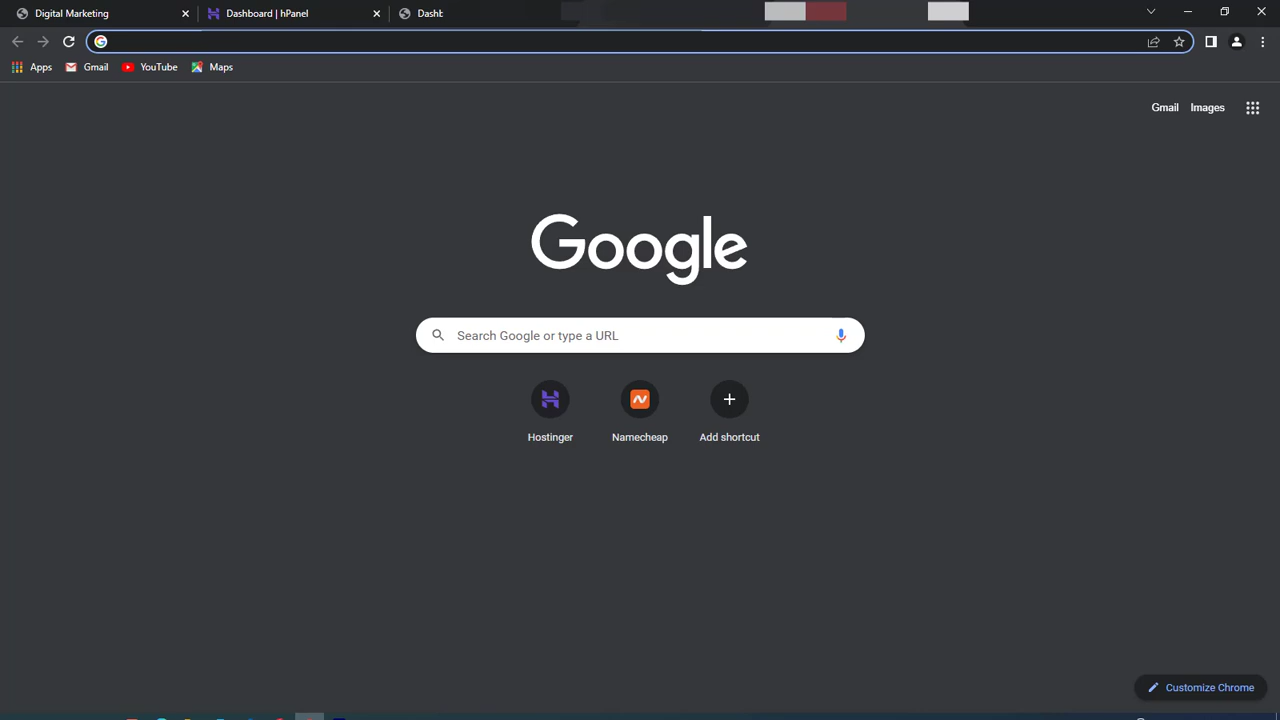 Digital Marketing
Dashboard | hPanel
Dashb
Apps
Gmail
YouTube
Maps
Gmail
Images
Google
Search Google or type a URL
Hostinger
Namecheap
Add shortcut
Customize Chrome